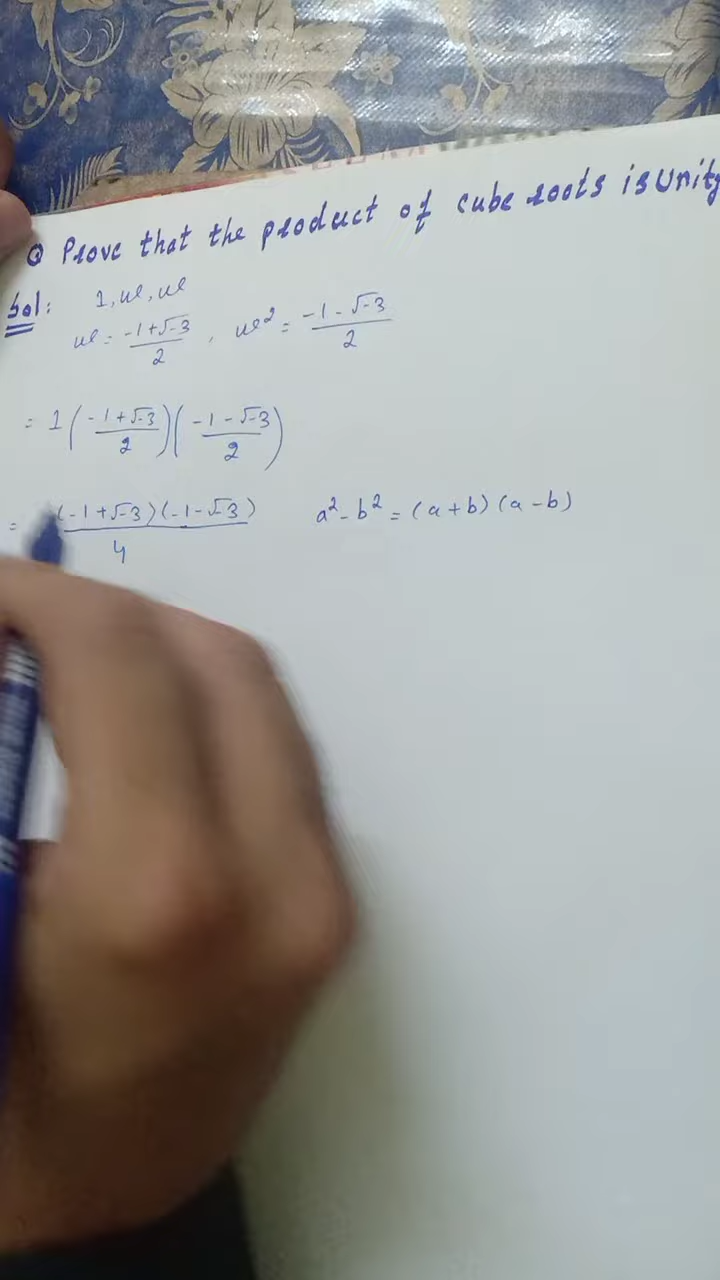 Q Prove that the product of cube roots is Unity
Sol: 1, ω, ω
ω = (-1+√-3)/2 , ω² = (-1-√-3)/2
= 1 ((-1+√-3)/2) ((-1-√-3)/2)
= (-1+√-3)(-1-√-3)/4 a²-b² = (a+b)(a-b)